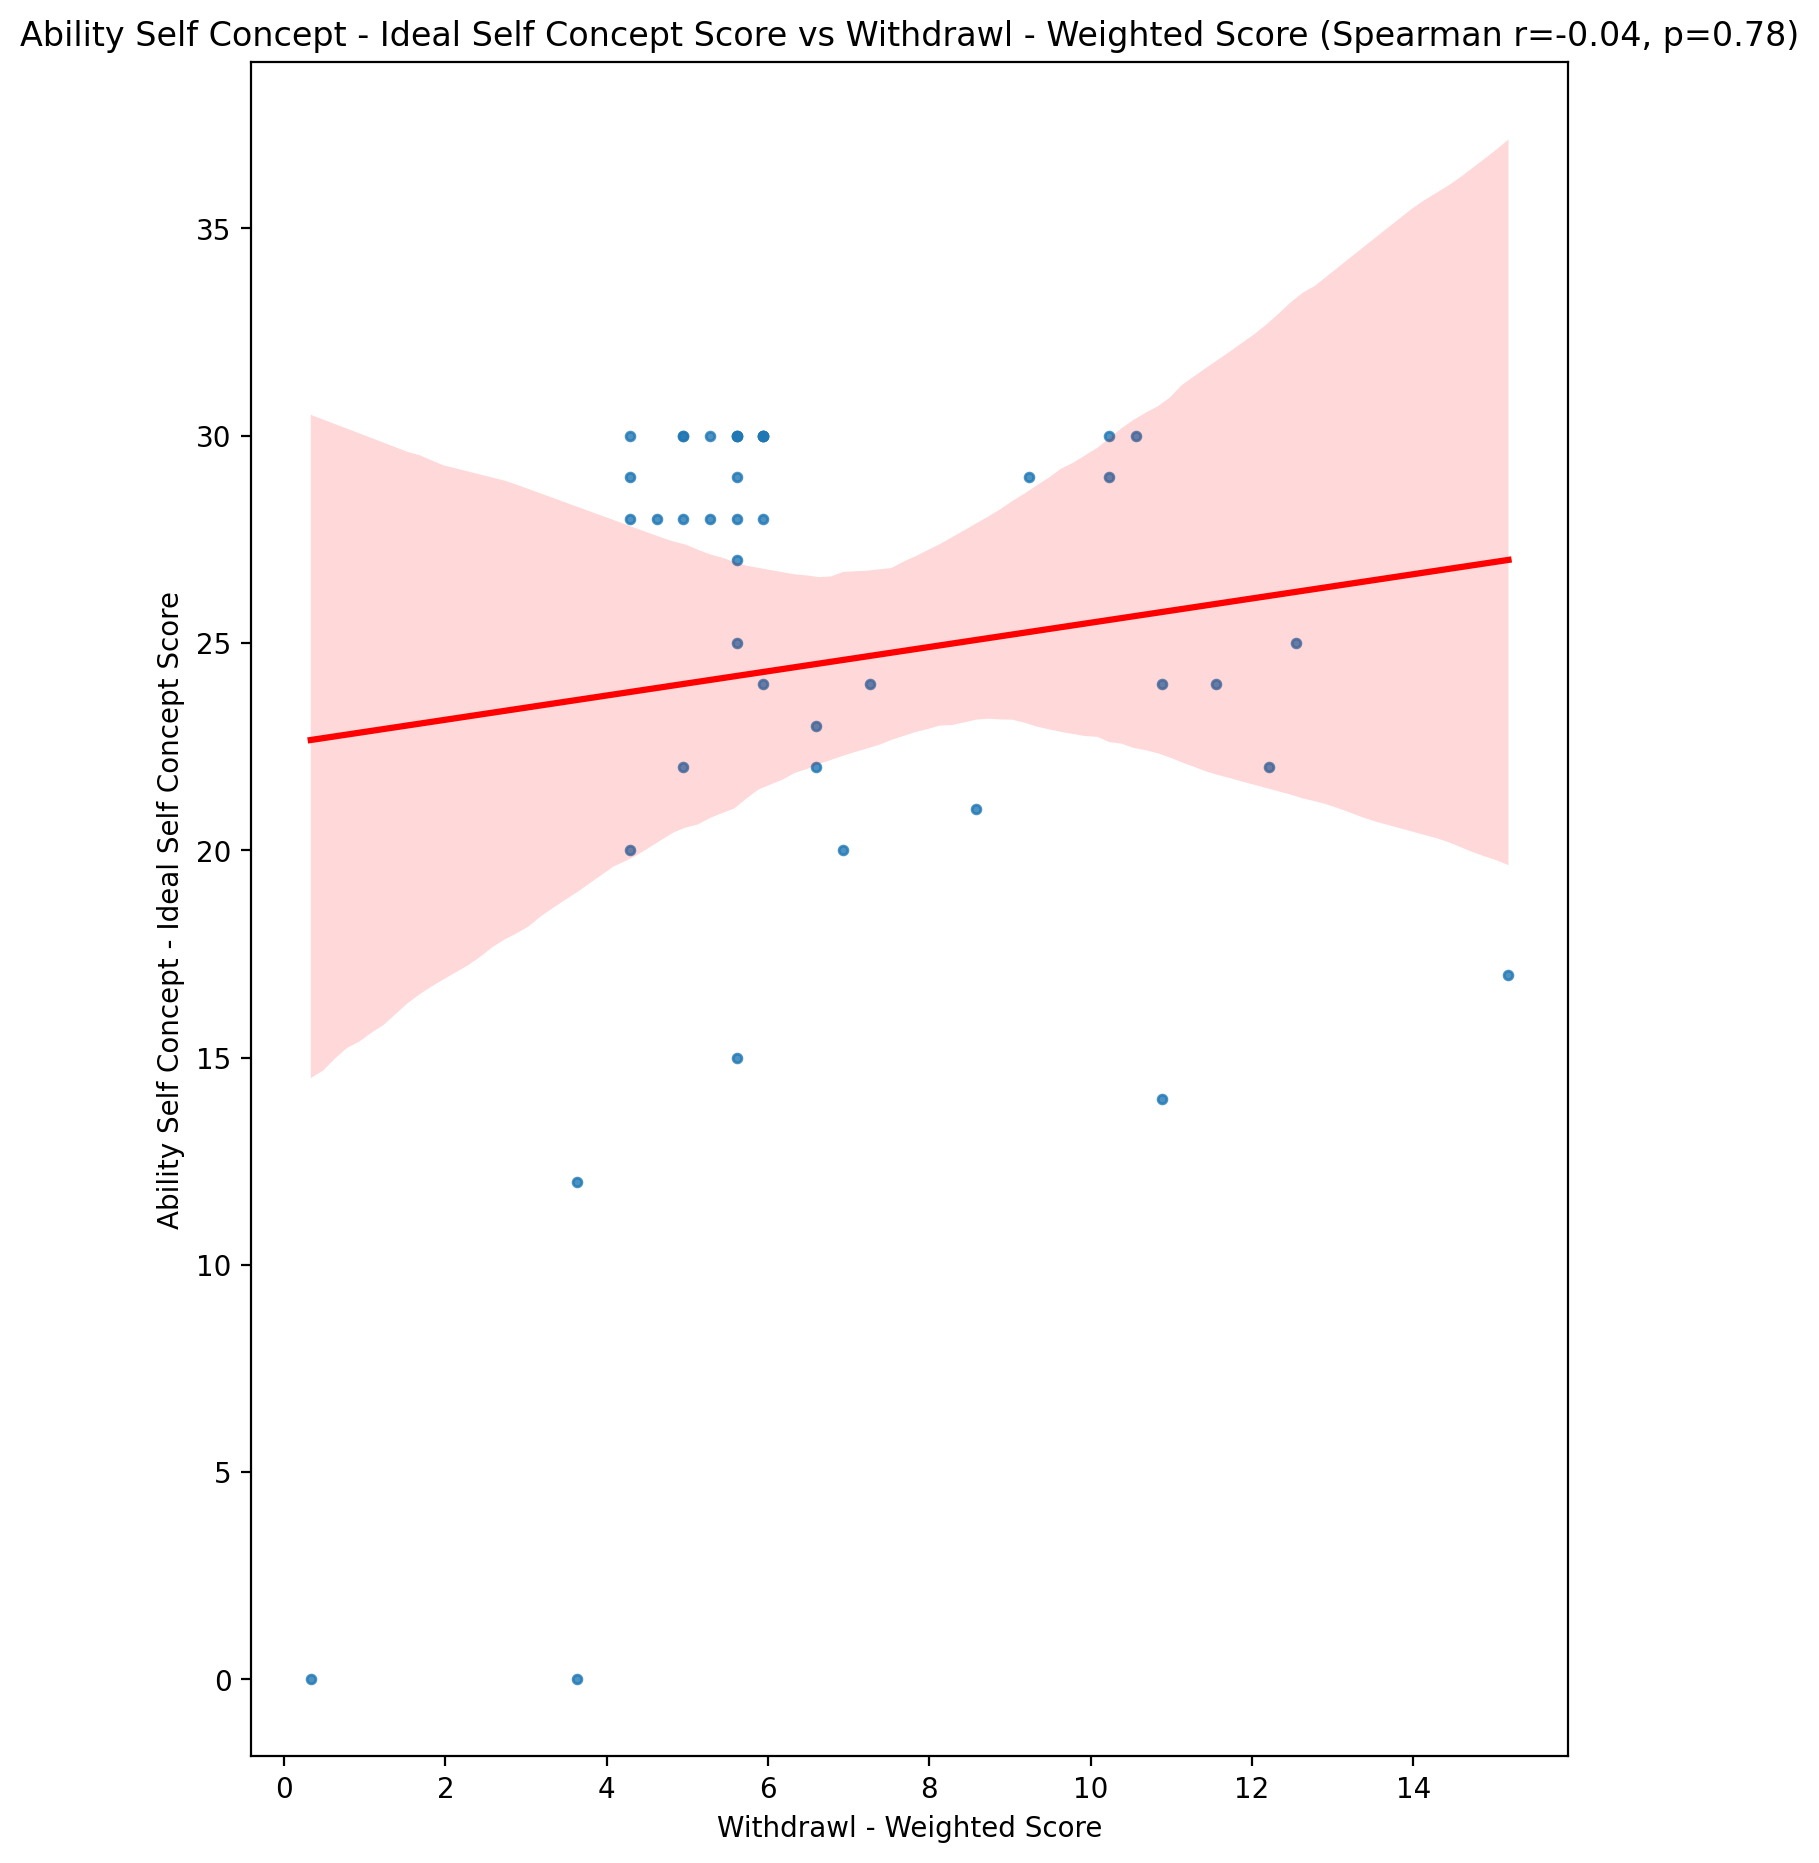 Ability Self Concept - Ideal Self Concept Score vs Withdrawl - Weighted Score (Spearman r=-0.04, p=0.78)
Ability Self Concept - Ideal Self Concept Score
35
30
25
20
15
10
5
0
0 2 4 6 8 10 12 14
Withdrawl - Weighted Score